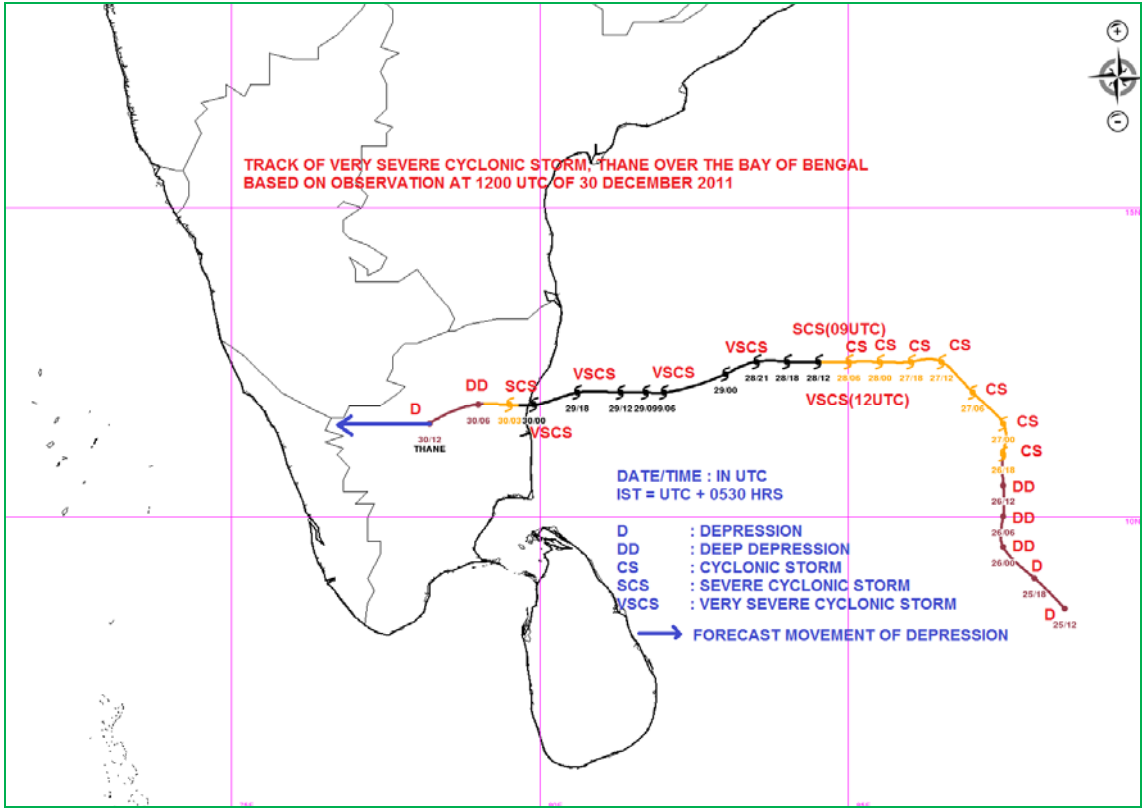 +
-
TRACK OF VERY SEVERE CYCLONIC STORM, THANE OVER THE BAY OF BENGAL
BASED ON OBSERVATION AT 1200 UTC OF 30 DECEMBER 2011
15N
SCS(09UTC)
VSCS CS CS CS CS
29/00 28/21 28/18 28/12 28/06 28/00 27/18 27/12
VSCS(12UTC)
DD SCS VSCS VSCS CS
D 30/06 30/03 30/00 29/18 29/12 29/09 29/06 27/06
30/12
THANE
VSCS
CS
27/00
CS
26/18
DD
26/12
DD
26/06
DD
26/00
D
25/18
D
25/12
DATE/TIME : IN UTC
IST = UTC + 0530 HRS
10N
D : DEPRESSION
DD : DEEP DEPRESSION
CS : CYCLONIC STORM
SCS : SEVERE CYCLONIC STORM
VSCS : VERY SEVERE CYCLONIC STORM
FORECAST MOVEMENT OF DEPRESSION
75E 80E 85E